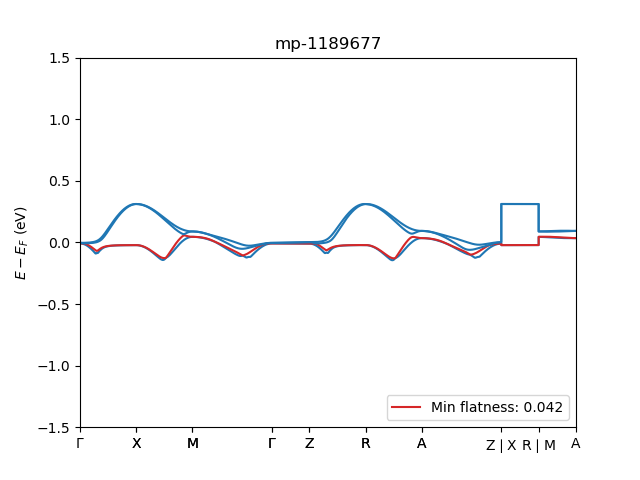 mp-1189677
E − E_F (eV)
1.5
1.0
0.5
0.0
−0.5
−1.0
−1.5
Min flatness: 0.042
Γ X M Γ Z R A Z | X R | M A